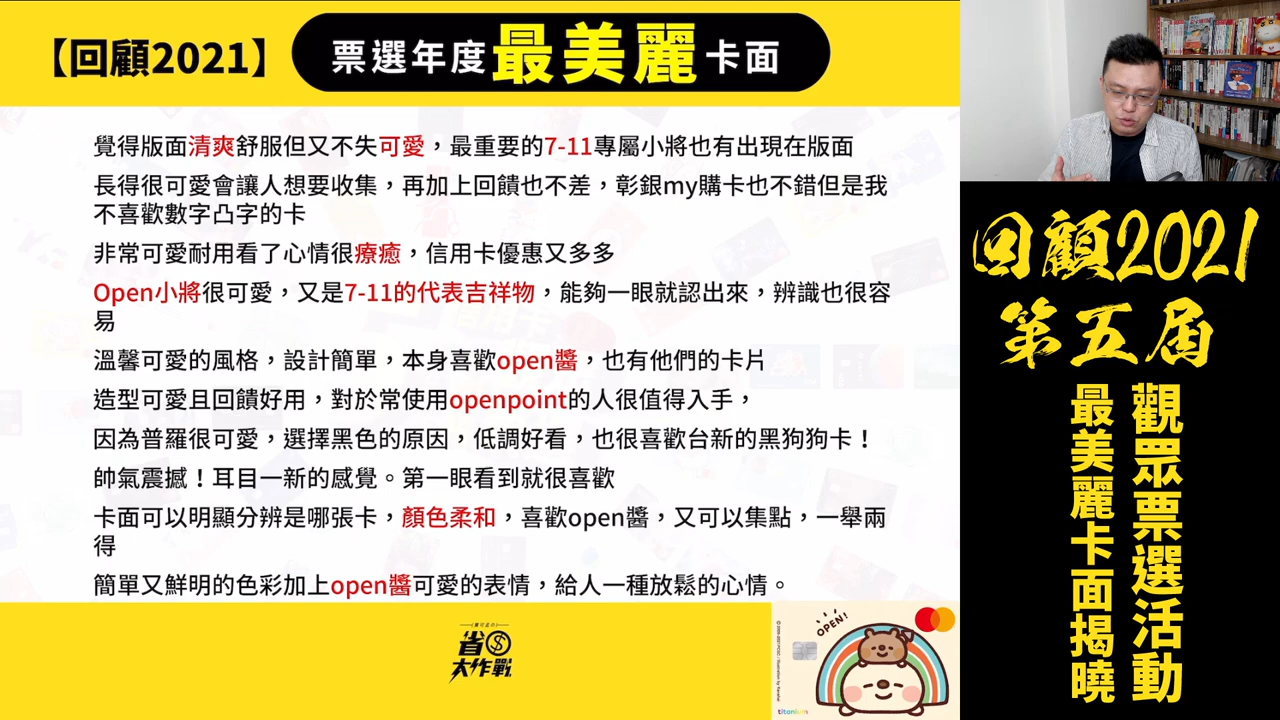 【回顧2021】
票選年度最美麗卡面
覺得版面清爽舒服但又不失可愛，最重要的7-11專屬小將也有出現在版面
長得很可愛會讓人想要收集，再加上回饋也不差，彰銀my購卡也不錯但是我
不喜歡數字凸字的卡
非常可愛耐用看了心情很療癒，信用卡優惠又多多
Open小將很可愛，又是7-11的代表吉祥物，能夠一眼就認出來，辨識也很容
易
溫馨可愛的風格，設計簡單，本身喜歡open醬，也有他們的卡片
造型可愛且回饋好用，對於常使用openpoint的人很值得入手，
因為普羅很可愛，選擇黑色的原因，低調好看，也很喜歡台新的黑狗狗卡！
帥氣震撼！耳目一新的感覺。第一眼看到就很喜歡
卡面可以明顯分辨是哪張卡，顏色柔和，喜歡open醬，又可以集點，一舉兩
得
簡單又鮮明的色彩加上open醬可愛的表情，給人一種放鬆的心情。
省
大作戰
OPEN!
titanium
回顧2021
第五屆
觀眾票選活動
最美麗卡面揭曉